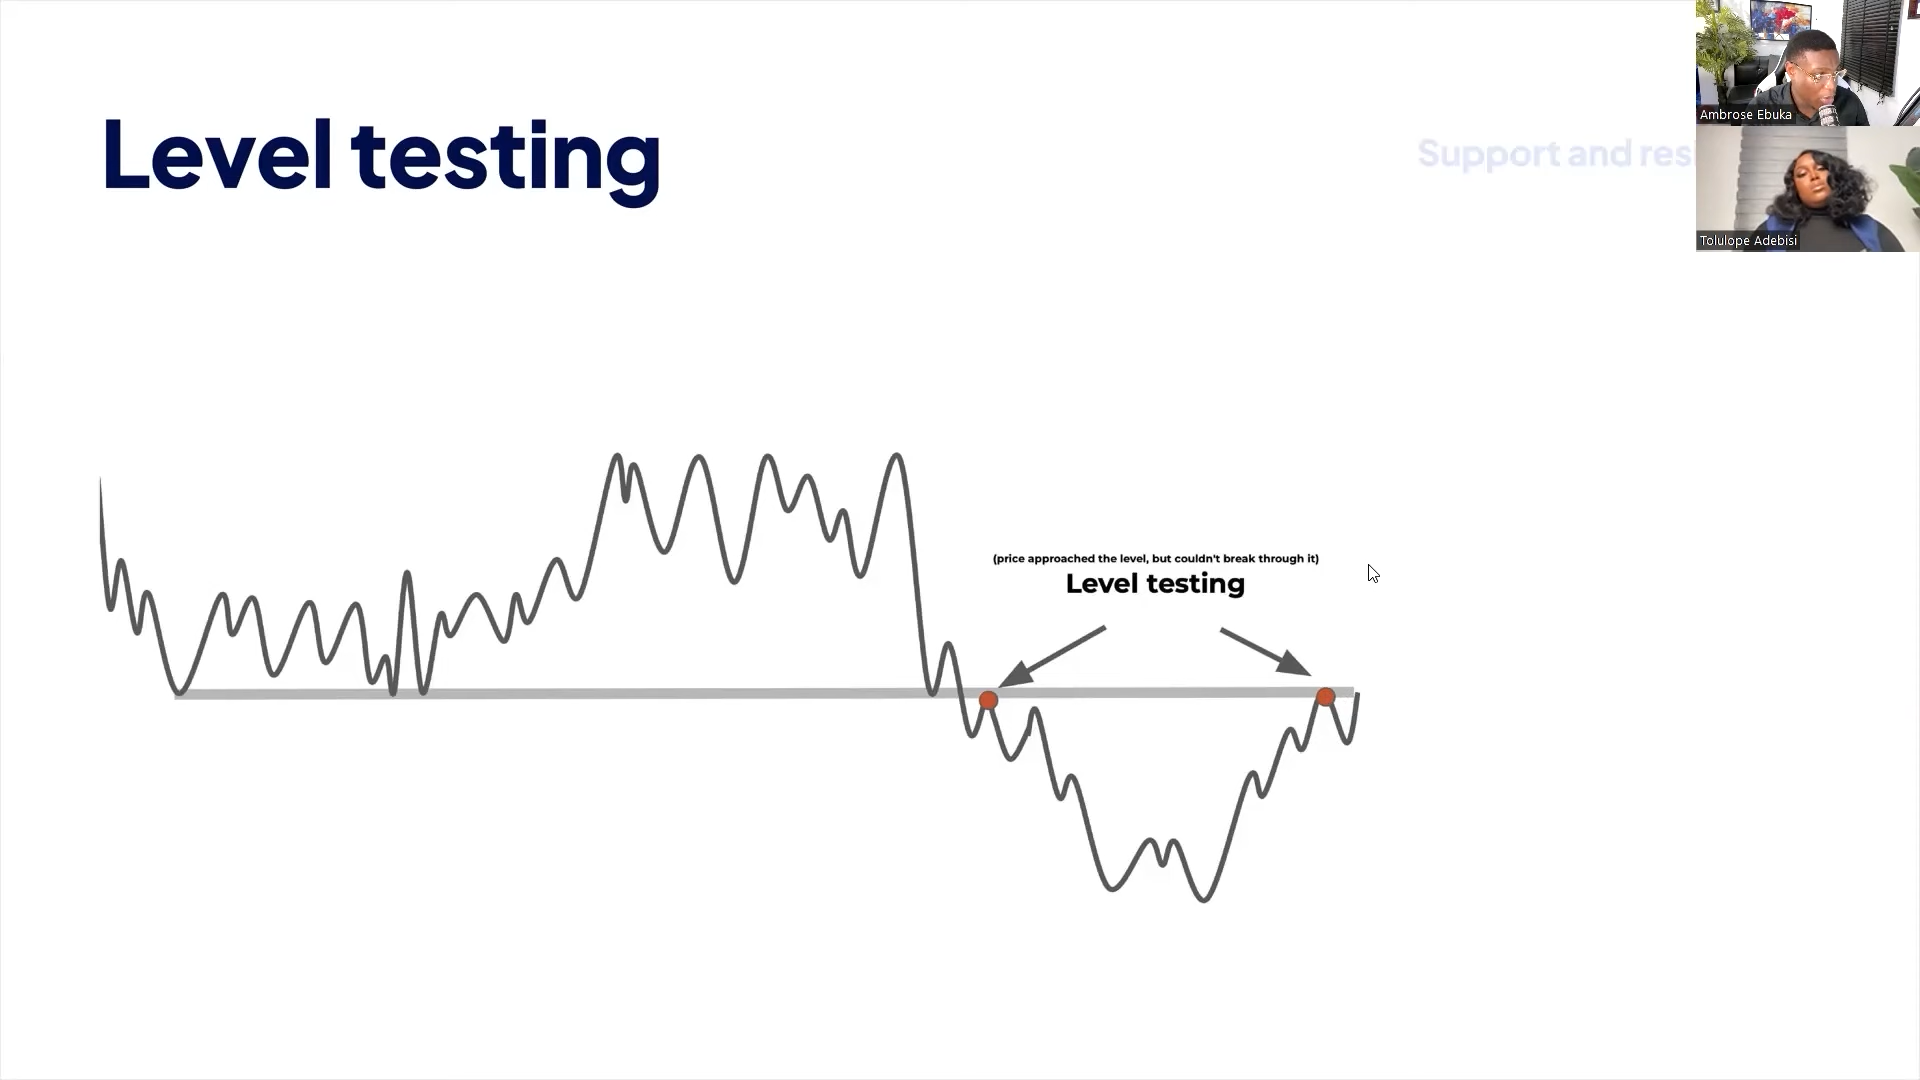 Level testing
Support and res
Ambrose Ebuka
Tolulope Adebisi
(price approached the level, but couldn't break through it)
Level testing